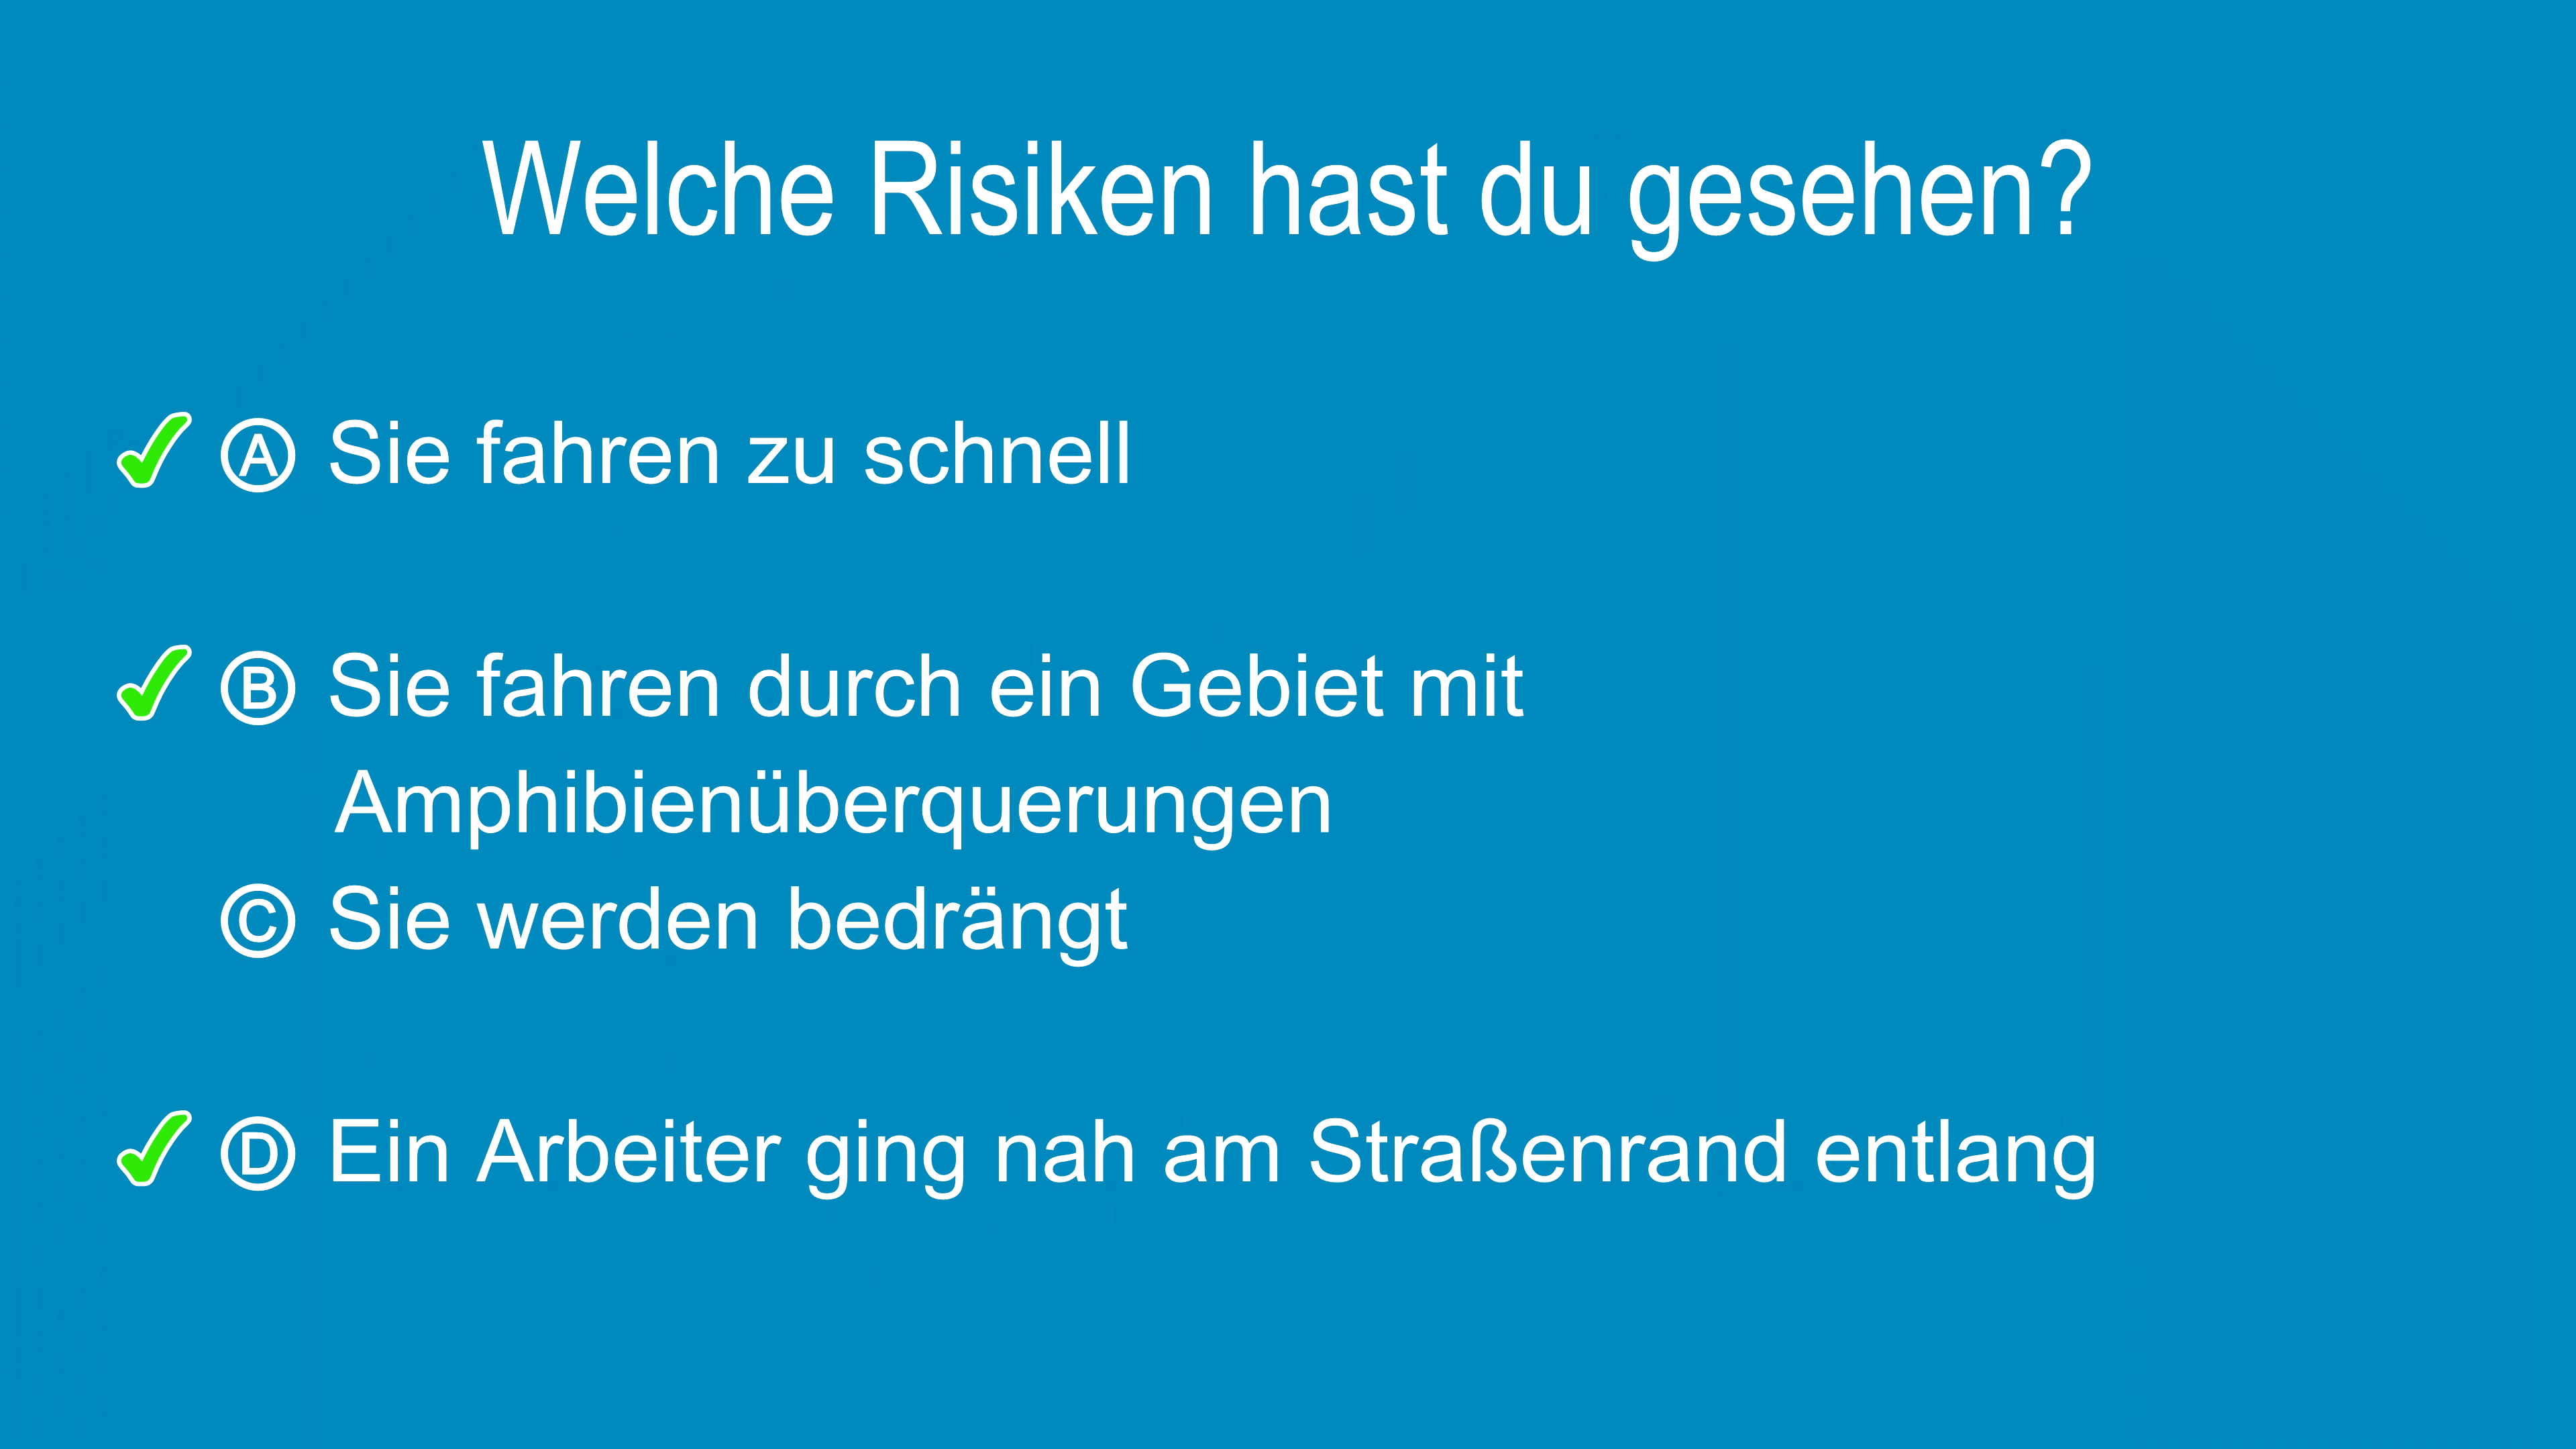 Welche Risiken hast du gesehen?
✓ Ⓐ Sie fahren zu schnell
✓ Ⓑ Sie fahren durch ein Gebiet mit
Amphibienüberquerungen
Ⓒ Sie werden bedrängt
✓ Ⓓ Ein Arbeiter ging nah am Straßenrand entlang